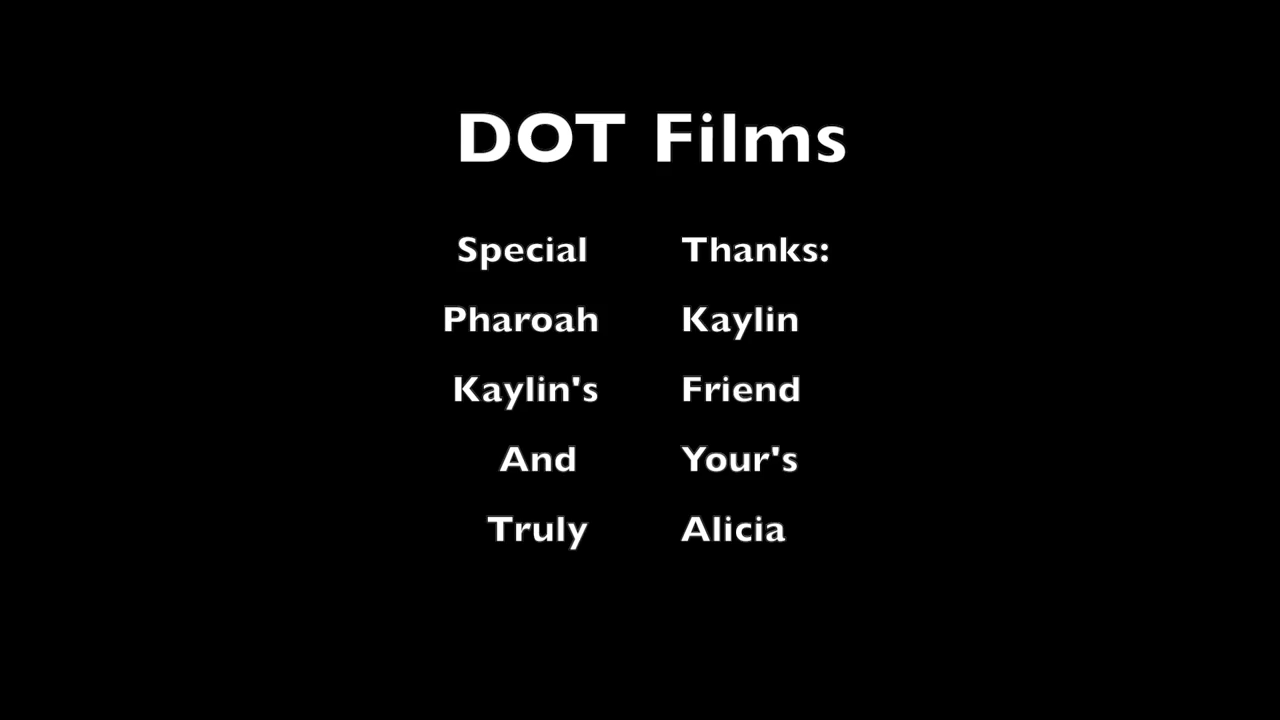 DOT Films
Special Thanks:
Pharoah Kaylin
Kaylin's Friend
And Your's
Truly Alicia